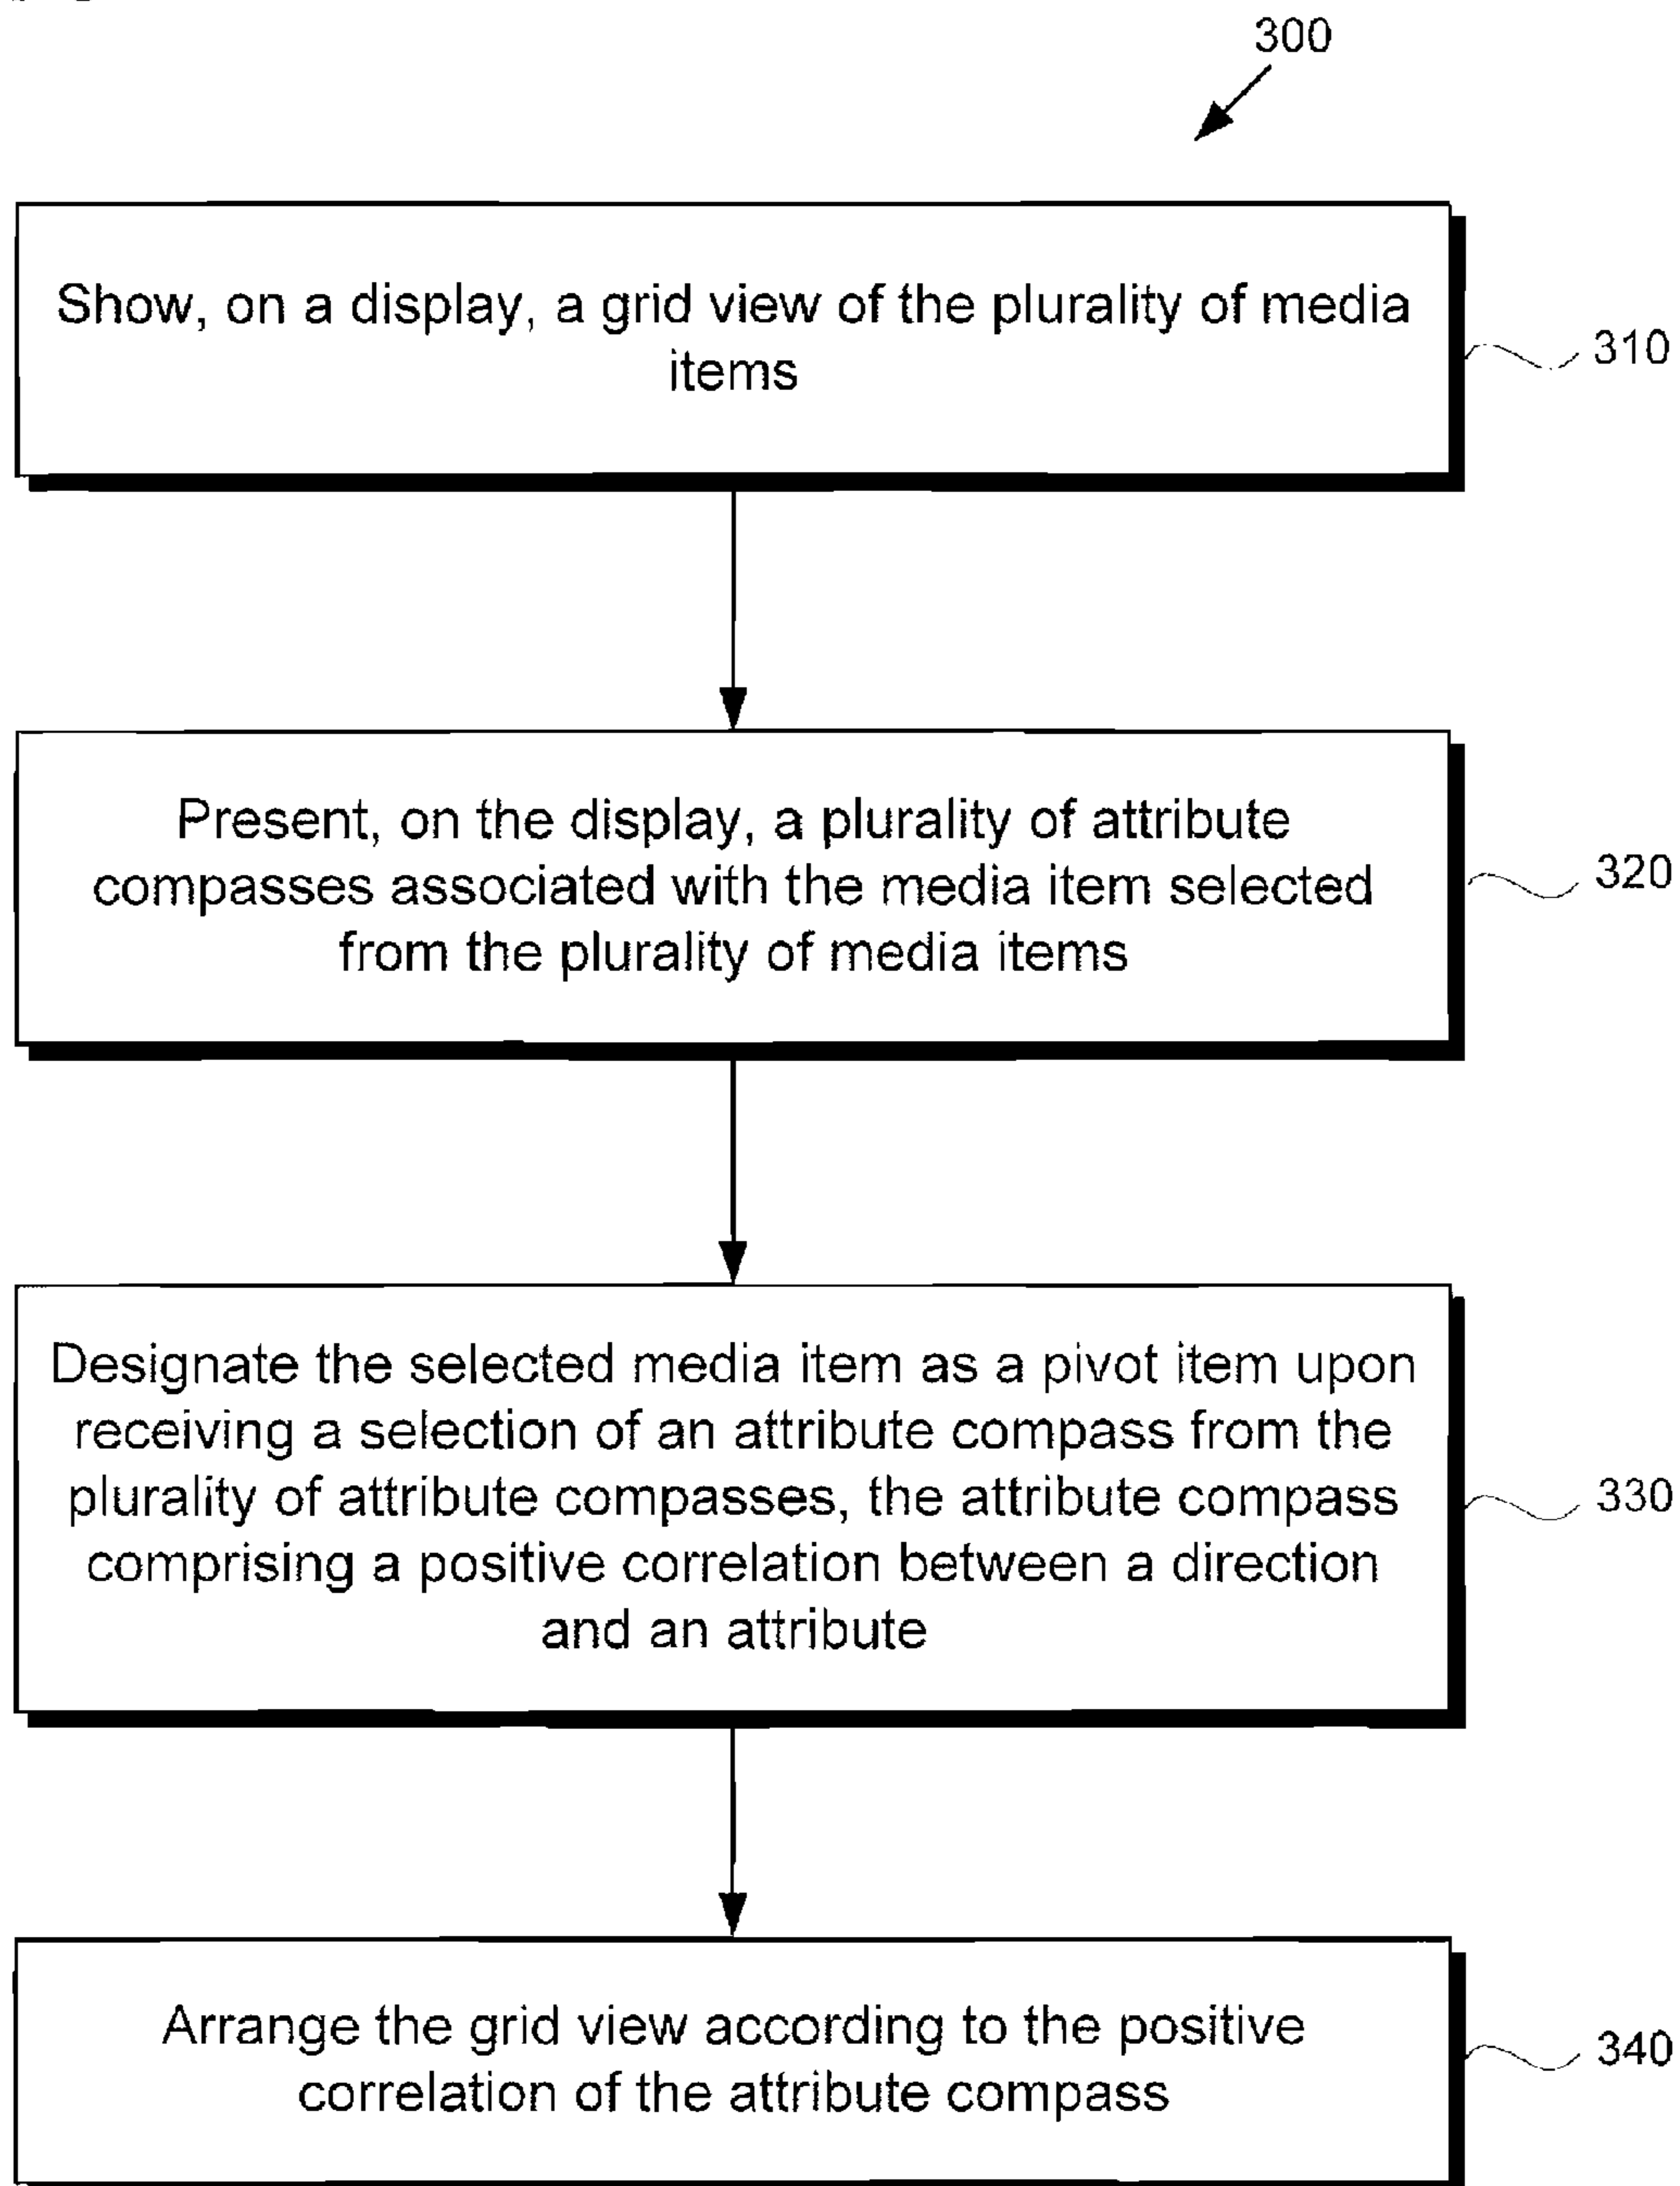 300
Show, on a display, a grid view of the plurality of media
items
310
Present, on the display, a plurality of attribute
compasses associated with the media item selected
from the plurality of media items
320
Designate the selected media item as a pivot item upon
receiving a selection of an attribute compass from the
plurality of attribute compasses, the attribute compass
comprising a positive correlation between a direction
and an attribute
330
Arrange the grid view according to the positive
correlation of the attribute compass
340